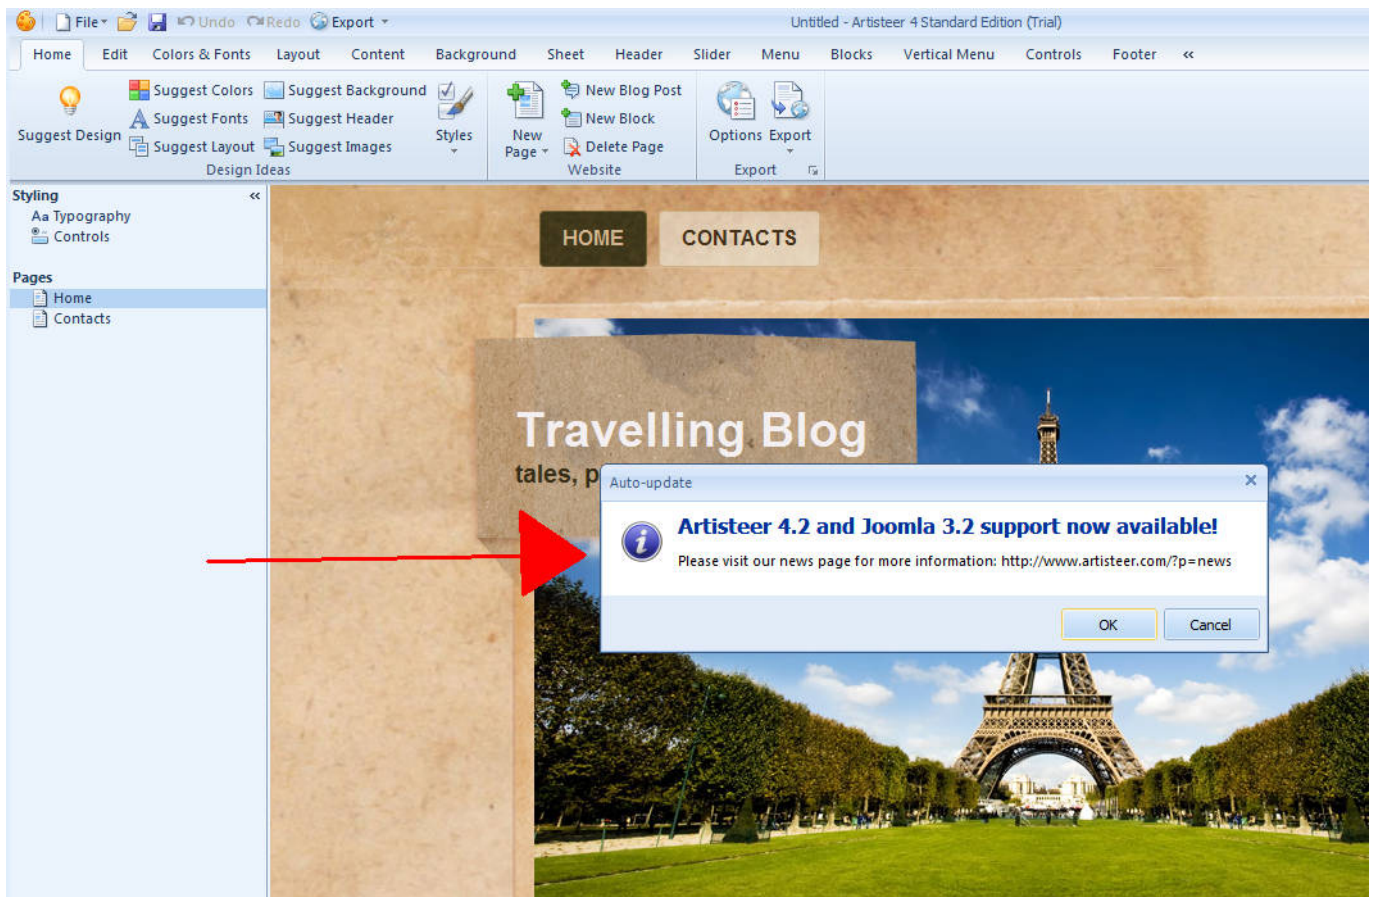 File Undo Redo Export Untitled - Artisteer 4 Standard Edition (Trial)
Home Edit Colors & Fonts Layout Content Background Sheet Header Slider Menu Blocks Vertical Menu Controls Footer «
Suggest Design
Suggest Colors
Suggest Fonts
Suggest Layout
Suggest Background
Suggest Header
Suggest Images
Styles
Design Ideas
New Page
New Blog Post
New Block
Delete Page
Website
Options
Export
Export
Styling «
Aa Typography
Controls
Pages
Home
Contacts
HOME CONTACTS
Travelling Blog
tales, p
Auto-update
Artisteer 4.2 and Joomla 3.2 support now available!
Please visit our news page for more information: http://www.artisteer.com/?p=news
OK Cancel